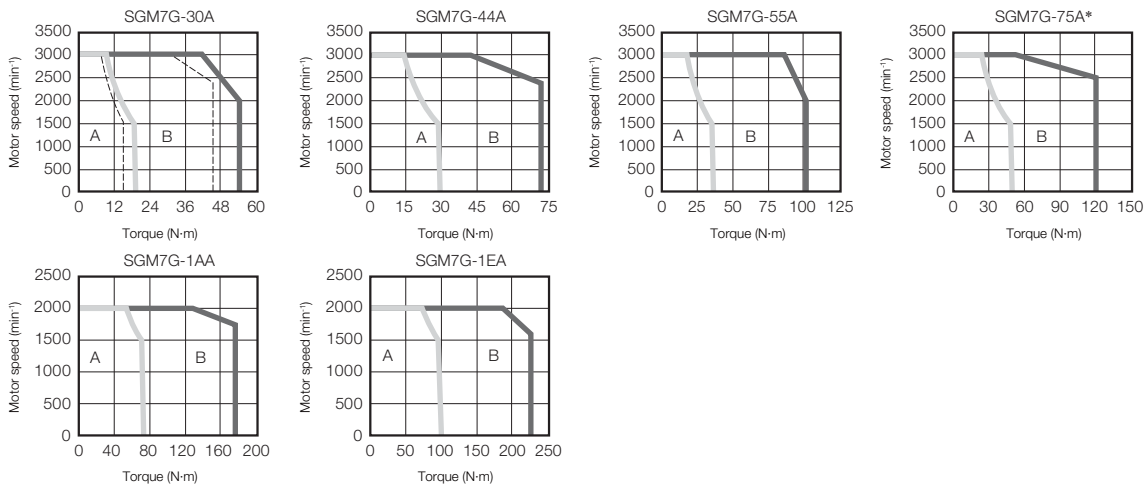 SGM7G-30A
Motor speed (min⁻¹)
3500
3000
2500
2000
1500
1000
500
0
A
B
0 12 24 36 48 60
Torque (N·m)
SGM7G-44A
Motor speed (min⁻¹)
3500
3000
2500
2000
1500
1000
500
0
A
B
0 15 30 45 60 75
Torque (N·m)
SGM7G-55A
Motor speed (min⁻¹)
3500
3000
2500
2000
1500
1000
500
0
A
B
0 25 50 75 100 125
Torque (N·m)
SGM7G-75A*
Motor speed (min⁻¹)
3500
3000
2500
2000
1500
1000
500
0
A
B
0 30 60 90 120 150
Torque (N·m)
SGM7G-1AA
Motor speed (min⁻¹)
2500
2000
1500
1000
500
0
A
B
0 40 80 120 160 200
Torque (N·m)
SGM7G-1EA
Motor speed (min⁻¹)
2500
2000
1500
1000
500
0
A
B
0 50 100 150 200 250
Torque (N·m)